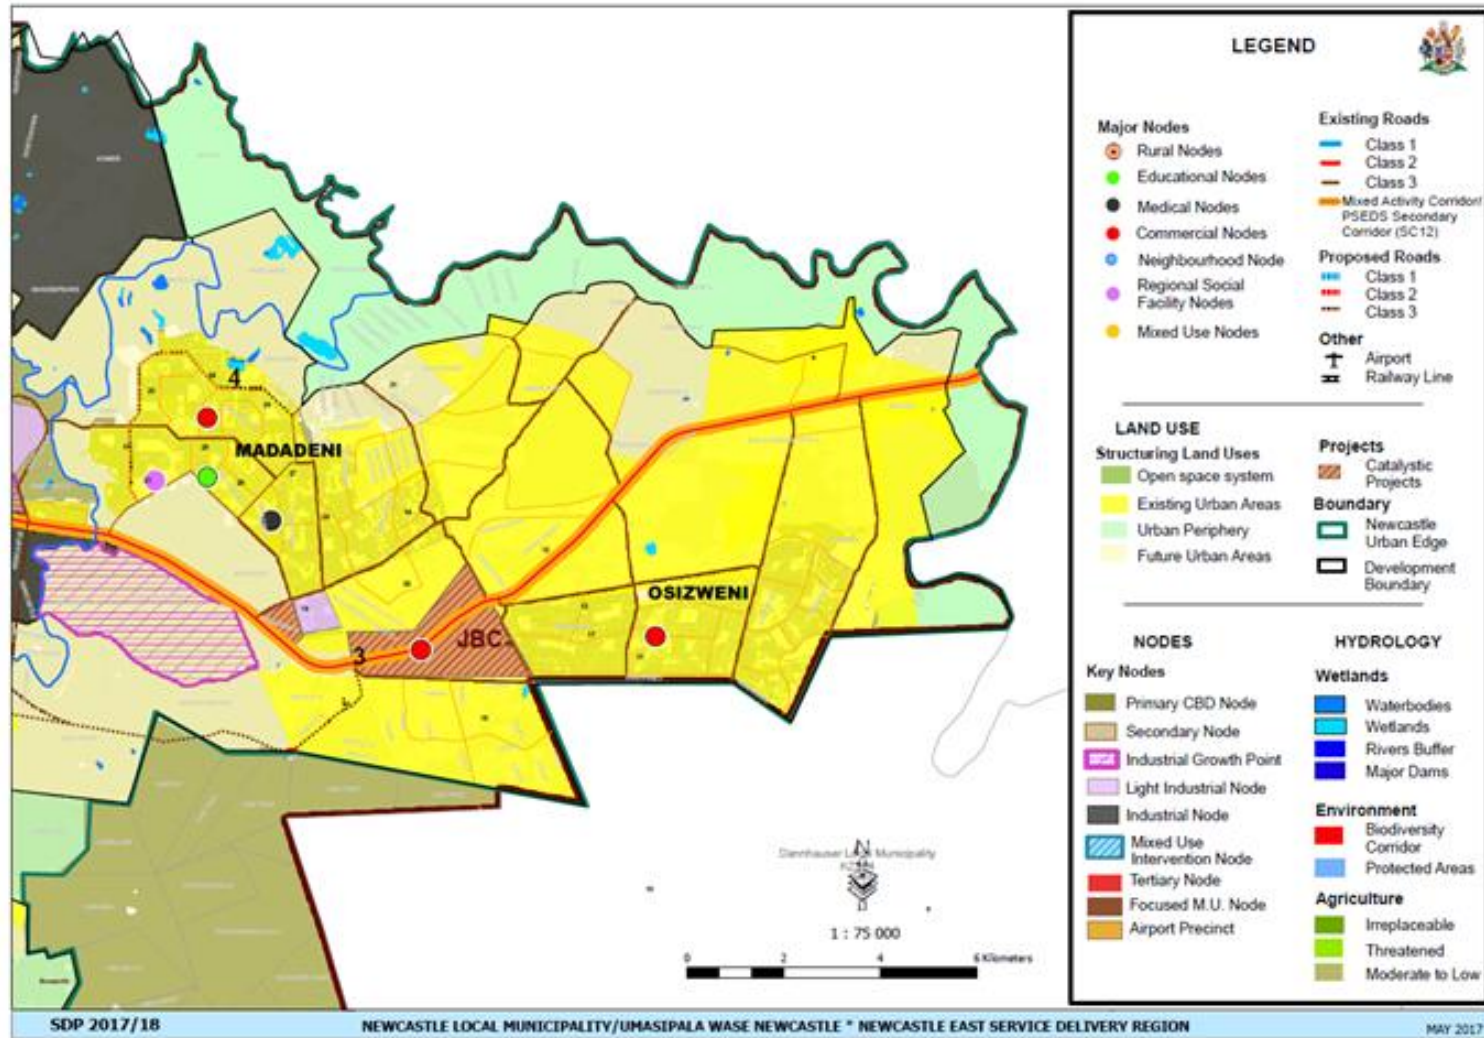 4
MADADENI
OSIZWENI
JBC
3
Dannhauser Local Municipality
N
1 : 75 000
0 2 4 6 Kilometers
LEGEND
Major Nodes
Rural Nodes
Educational Nodes
Medical Nodes
Commercial Nodes
Neighbourhood Node
Regional Social
Facility Nodes
Mixed Use Nodes
Existing Roads
Class 1
Class 2
Class 3
Mixed Activity Corridor/
PSEDS Secondary
Corridor (SC12)
Proposed Roads
Class 1
Class 2
Class 3
Other
Airport
Railway Line
LAND USE
Structuring Land Uses
Open space system
Existing Urban Areas
Urban Periphery
Future Urban Areas
Projects
Catalystic
Projects
Boundary
Newcastle
Urban Edge
Development
Boundary
NODES
Key Nodes
Primary CBD Node
Secondary Node
Industrial Growth Point
Light Industrial Node
Industrial Node
Mixed Use
Intervention Node
Tertiary Node
Focused M.U. Node
Airport Precinct
HYDROLOGY
Wetlands
Waterbodies
Wetlands
Rivers Buffer
Major Dams
Environment
Biodiversity
Corridor
Protected Areas
Agriculture
Irreplaceable
Threatened
Moderate to Low
SDP 2017/18
NEWCASTLE LOCAL MUNICIPALITY/UMASIPALA WASE NEWCASTLE * NEWCASTLE EAST SERVICE DELIVERY REGION
MAY 2017